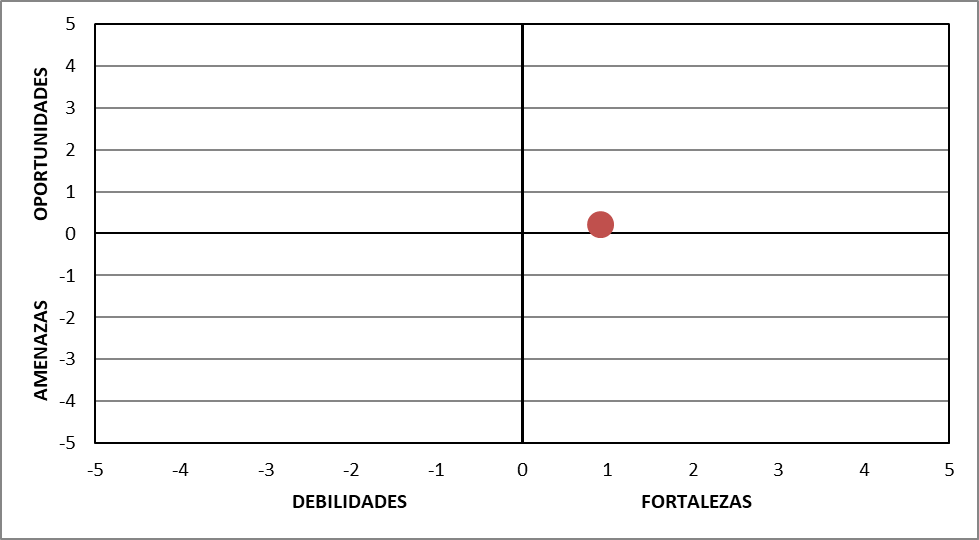 OPORTUNIDADES
AMENAZAS
5
4
3
2
1
0
-1
-2
-3
-4
-5
-5 -4 -3 -2 -1 0 1 2 3 4 5
DEBILIDADES FORTALEZAS